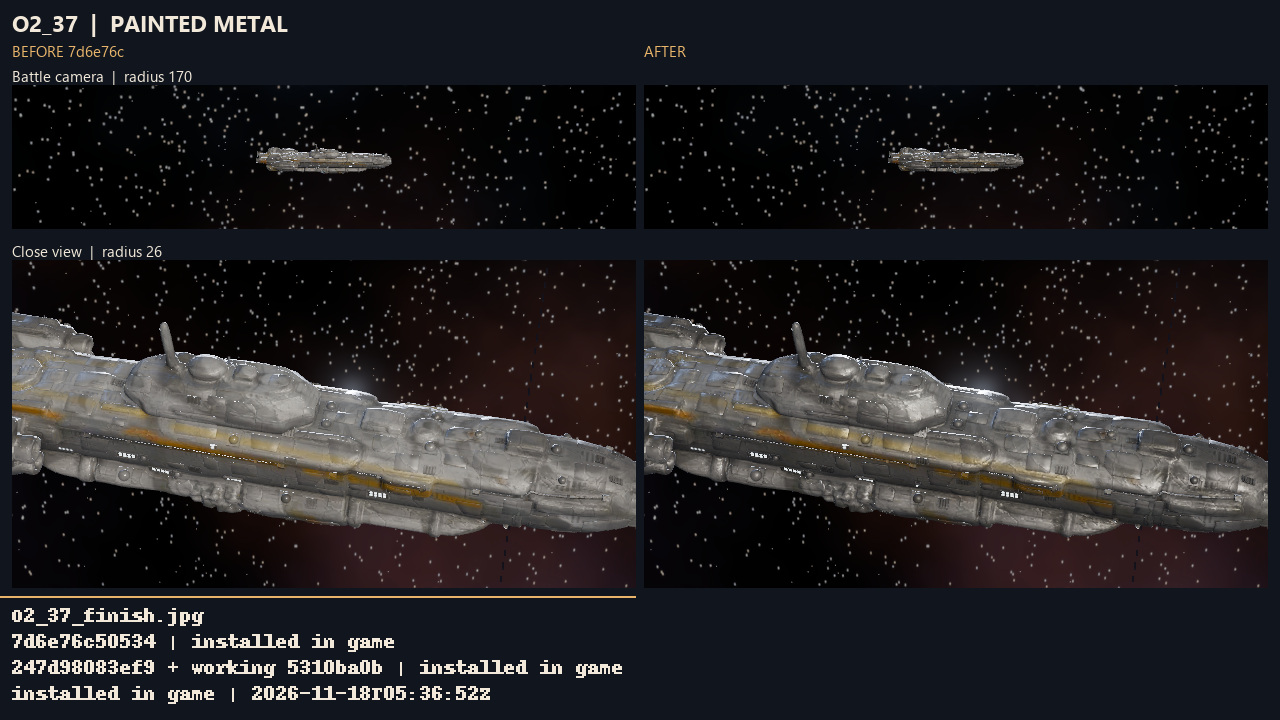 O2_37 | PAINTED METAL
BEFORE 7d6e76c
AFTER
Battle camera | radius 170
Close view | radius 26
o2_37_finish.jpg
7d6e76c50534 | installed in game
247d98083ef9 + working 5310ba0b | installed in game
installed in game | 2026-11-18T05:36:52Z